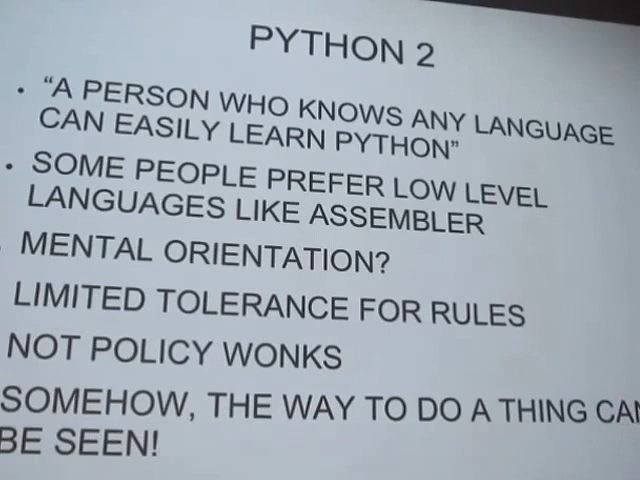 PYTHON 2
• “A PERSON WHO KNOWS ANY LANGUAGE
CAN EASILY LEARN PYTHON”
• SOME PEOPLE PREFER LOW LEVEL
LANGUAGES LIKE ASSEMBLER
MENTAL ORIENTATION?
LIMITED TOLERANCE FOR RULES
NOT POLICY WONKS
SOMEHOW, THE WAY TO DO A THING CAN
BE SEEN!